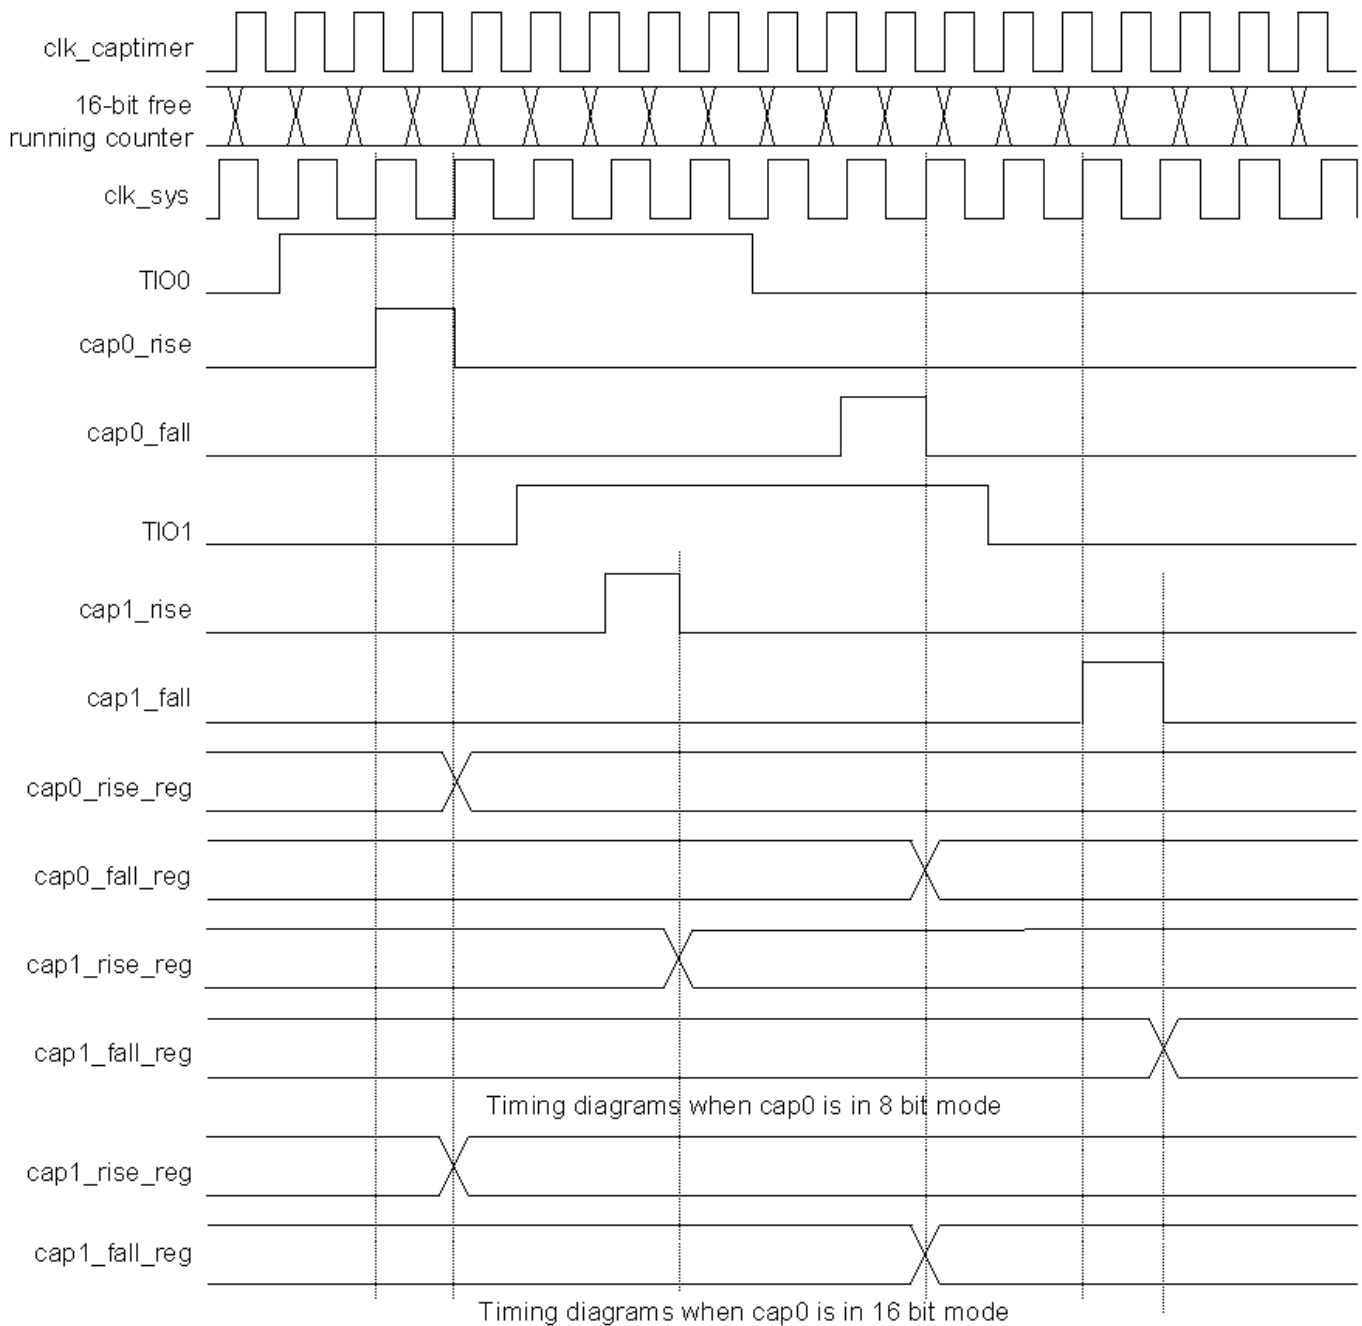 clk_captimer
16-bit free
running counter
clk_sys
TIO0
cap0_rise
cap0_fall
TIO1
cap1_rise
cap1_fall
cap0_rise_reg
cap0_fall_reg
cap1_rise_reg
cap1_fall_reg
Timing diagrams when cap0 is in 8 bit mode
cap1_rise_reg
cap1_fall_reg
Timing diagrams when cap0 is in 16 bit mode